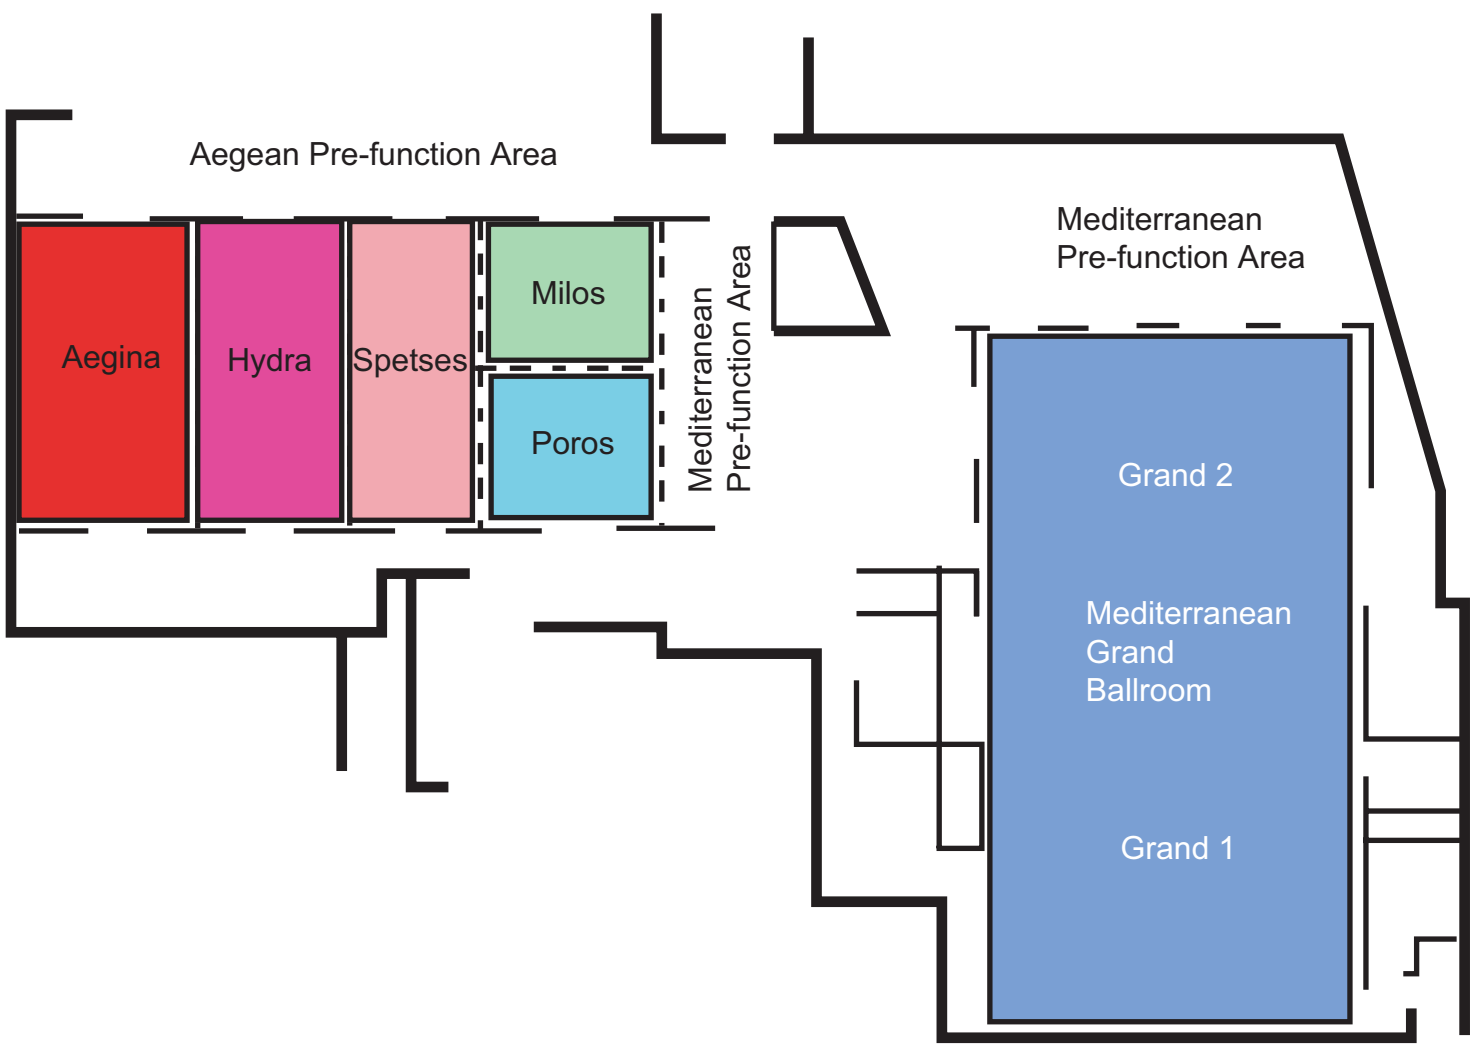 Aegean Pre-function Area
Aegina
Hydra
Spetses
Milos
Poros
Mediterranean
Pre-function Area
Mediterranean
Pre-function Area
Grand 2
Mediterranean
Grand
Ballroom
Grand 1